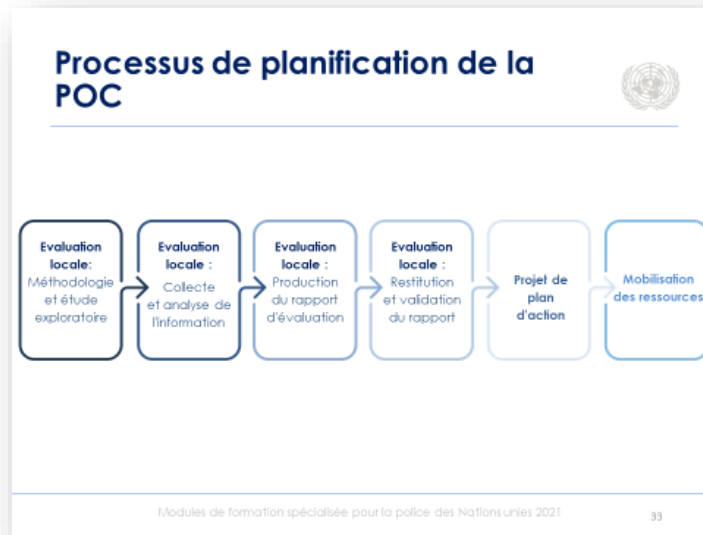 Processus de planification de la
POC
Evaluation
locale:
Méthodologie
et étude
exploratoire
Evaluation
locale :
Collecte
et analyse de
l'information
Evaluation
locale :
Production
du rapport
d'évaluation
Evaluation
locale :
Restitution
et validation
du rapport
Projet de
plan
d'action
Mobilisation
des ressources
Modules de formation spécialisée pour la police des Nations unies 2021
33